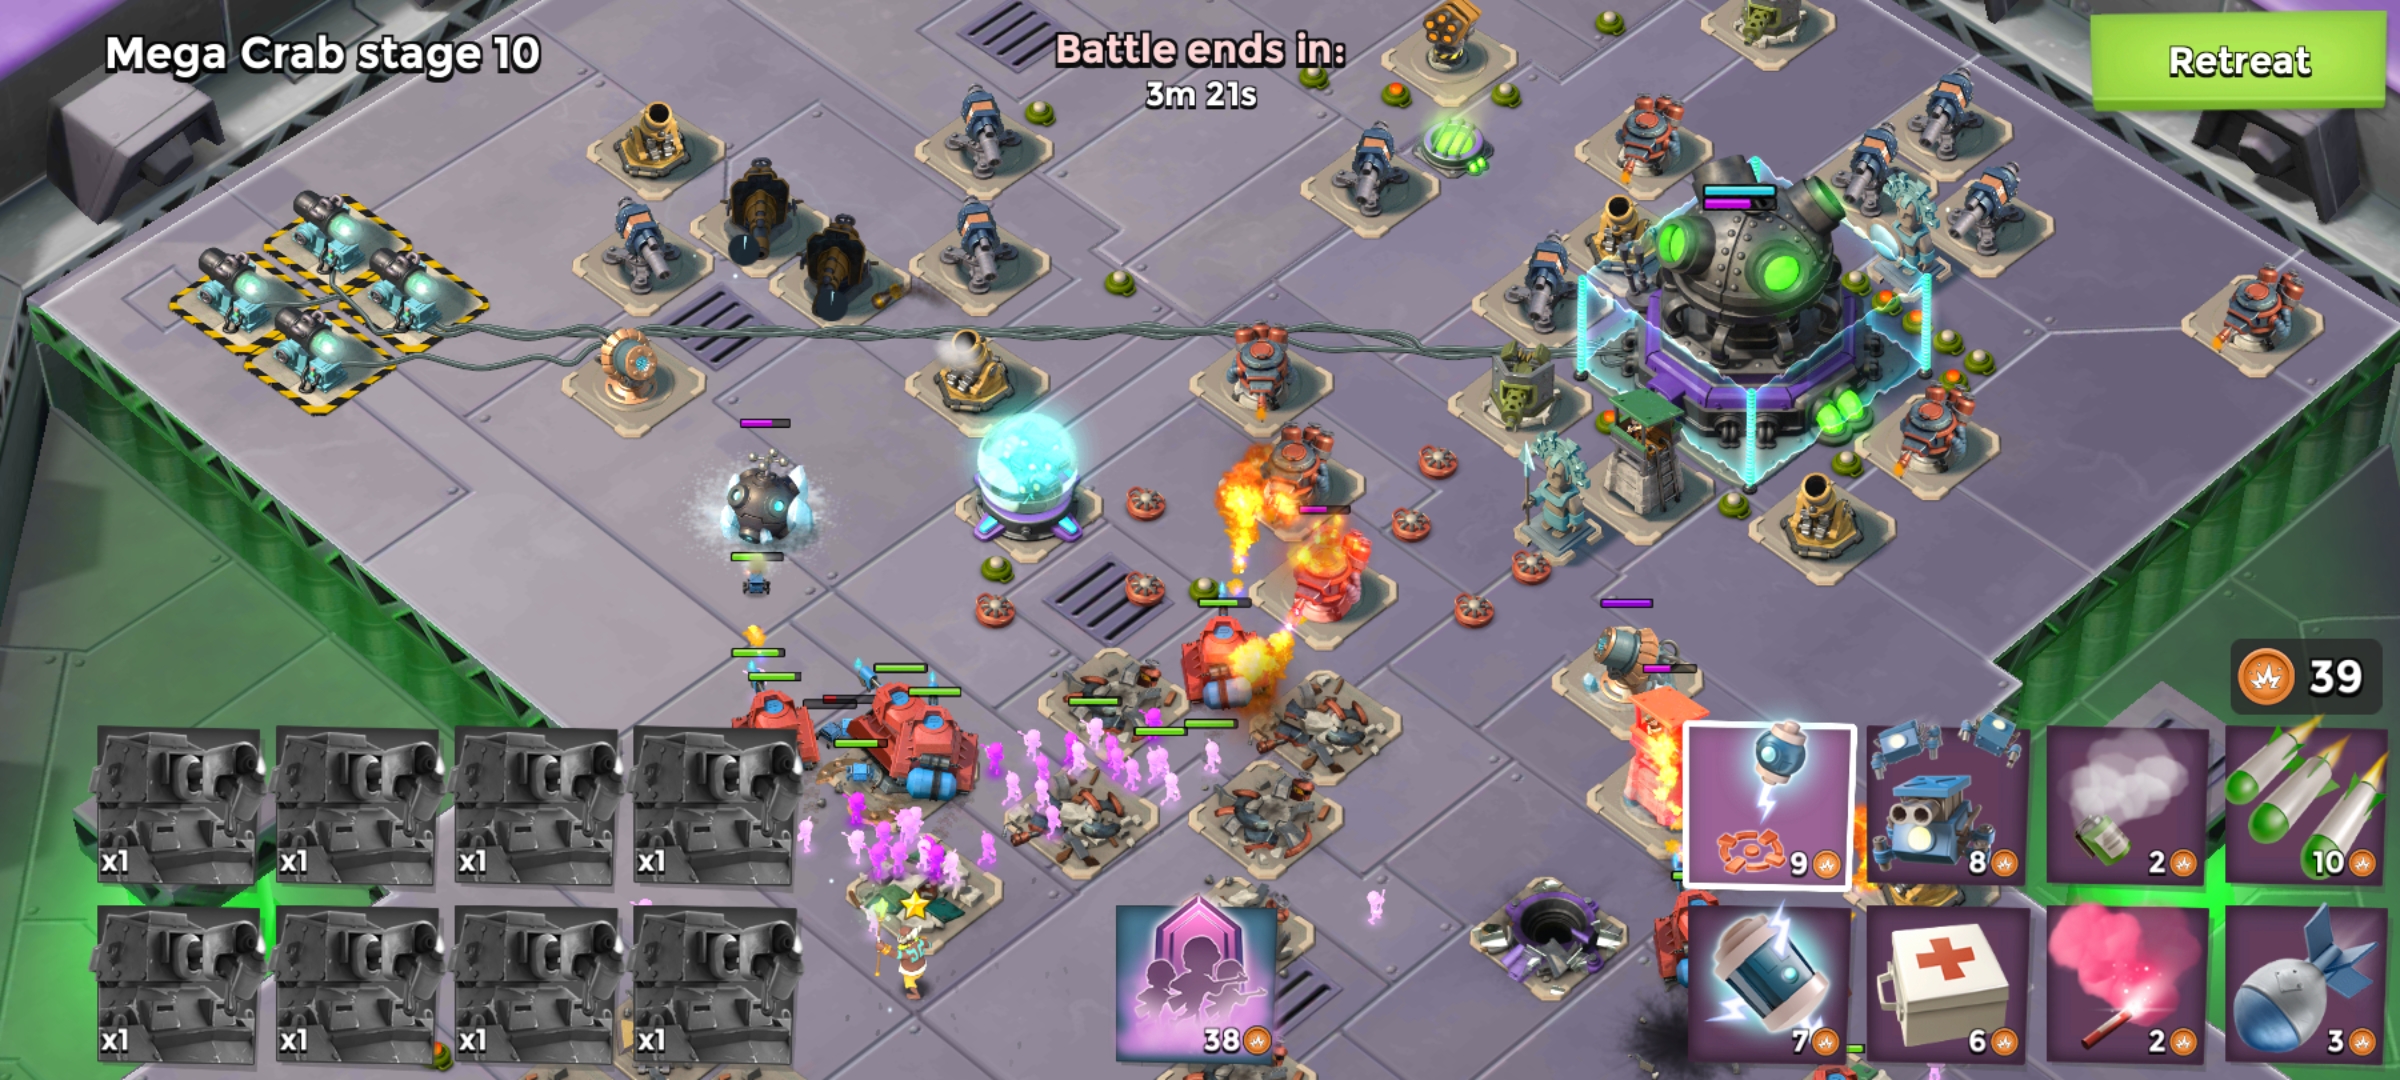 Mega Crab stage 10
Battle ends in:
3m 21s
Retreat
39
x1
x1
x1
x1
9
8
2
10
x1
x1
x1
x1
38
7
6
2
3